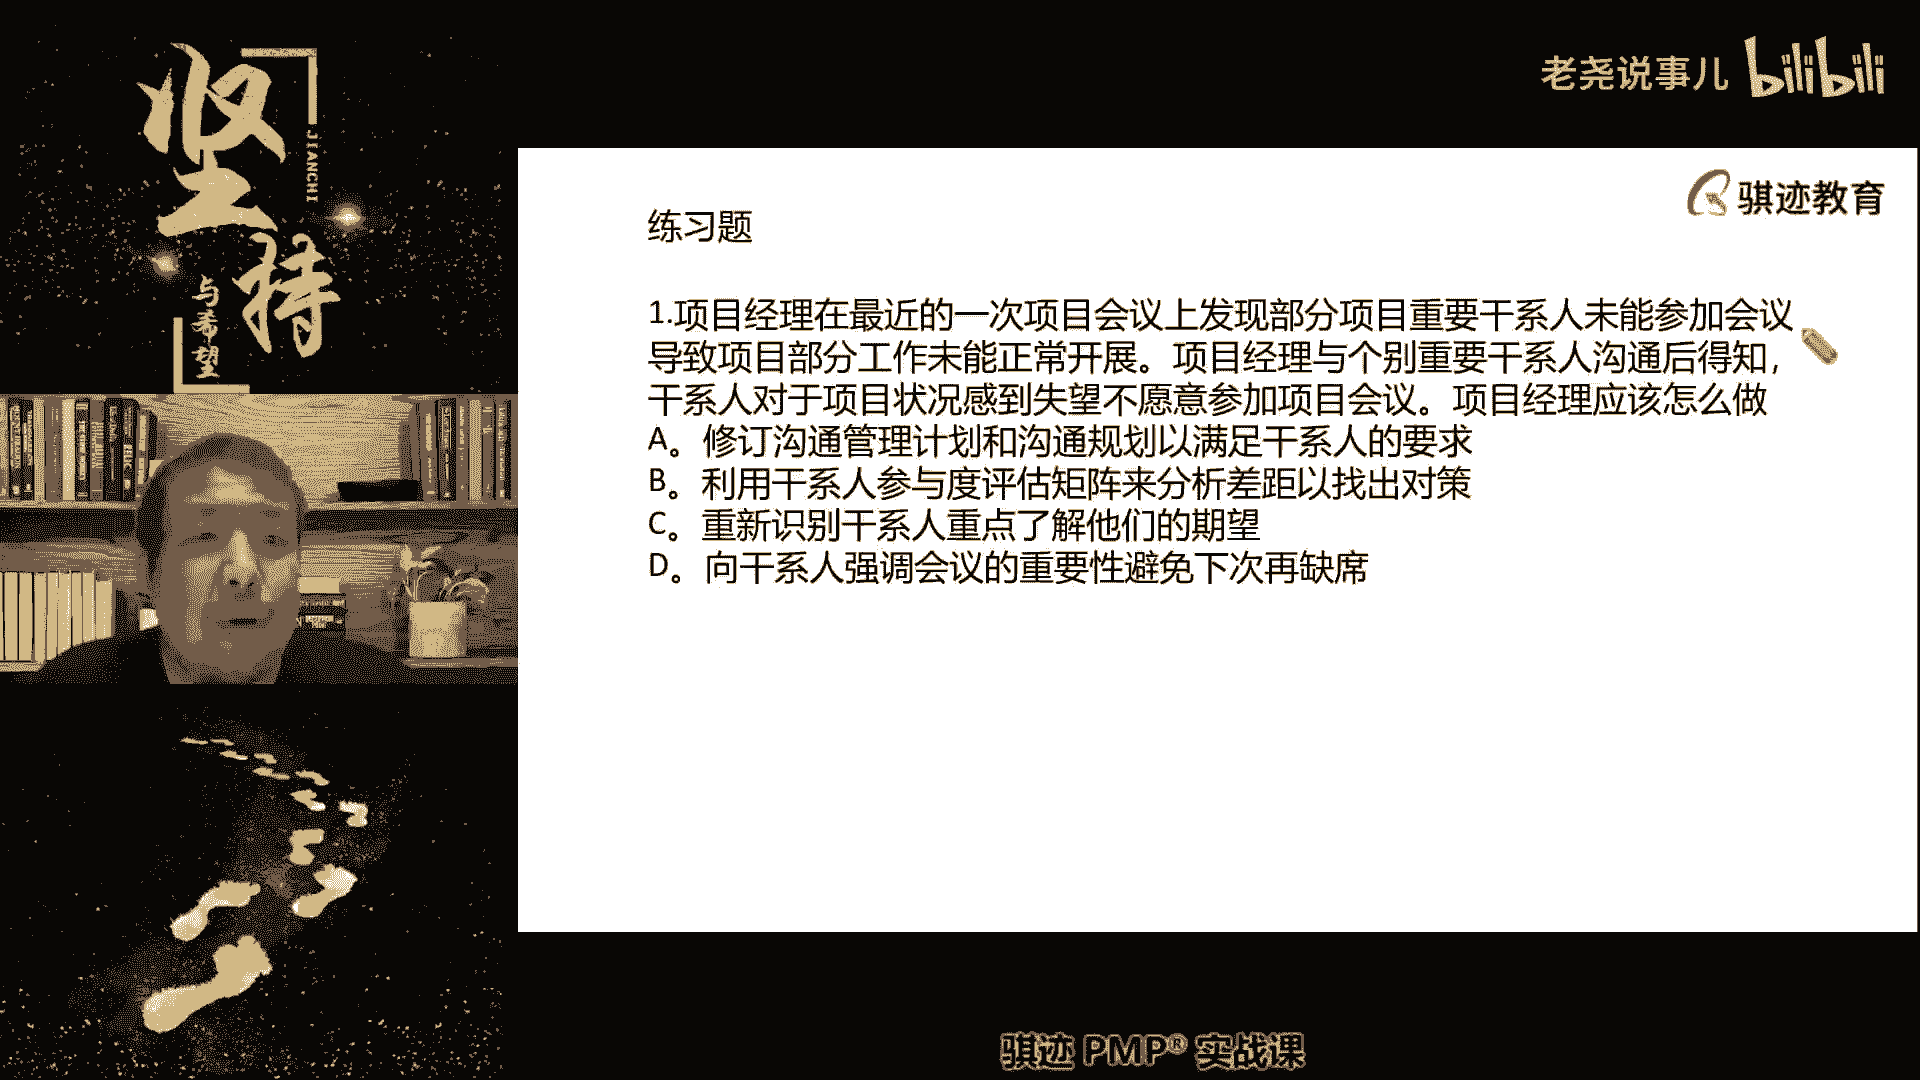 坚持
JIANCHI
与希望
老尧说事儿 bilibili
骐迹教育
练习题
1.项目经理在最近的一次项目会议上发现部分项目重要干系人未能参加会议
导致项目部分工作未能正常开展。项目经理与个别重要干系人沟通后得知,
干系人对于项目状况感到失望不愿意参加项目会议。项目经理应该怎么做
A。修订沟通管理计划和沟通规划以满足干系人的要求
B。利用干系人参与度评估矩阵来分析差距以找出对策
C。重新识别干系人重点了解他们的期望
D。向干系人强调会议的重要性避免下次再缺席
骐迹 PMP® 实战课